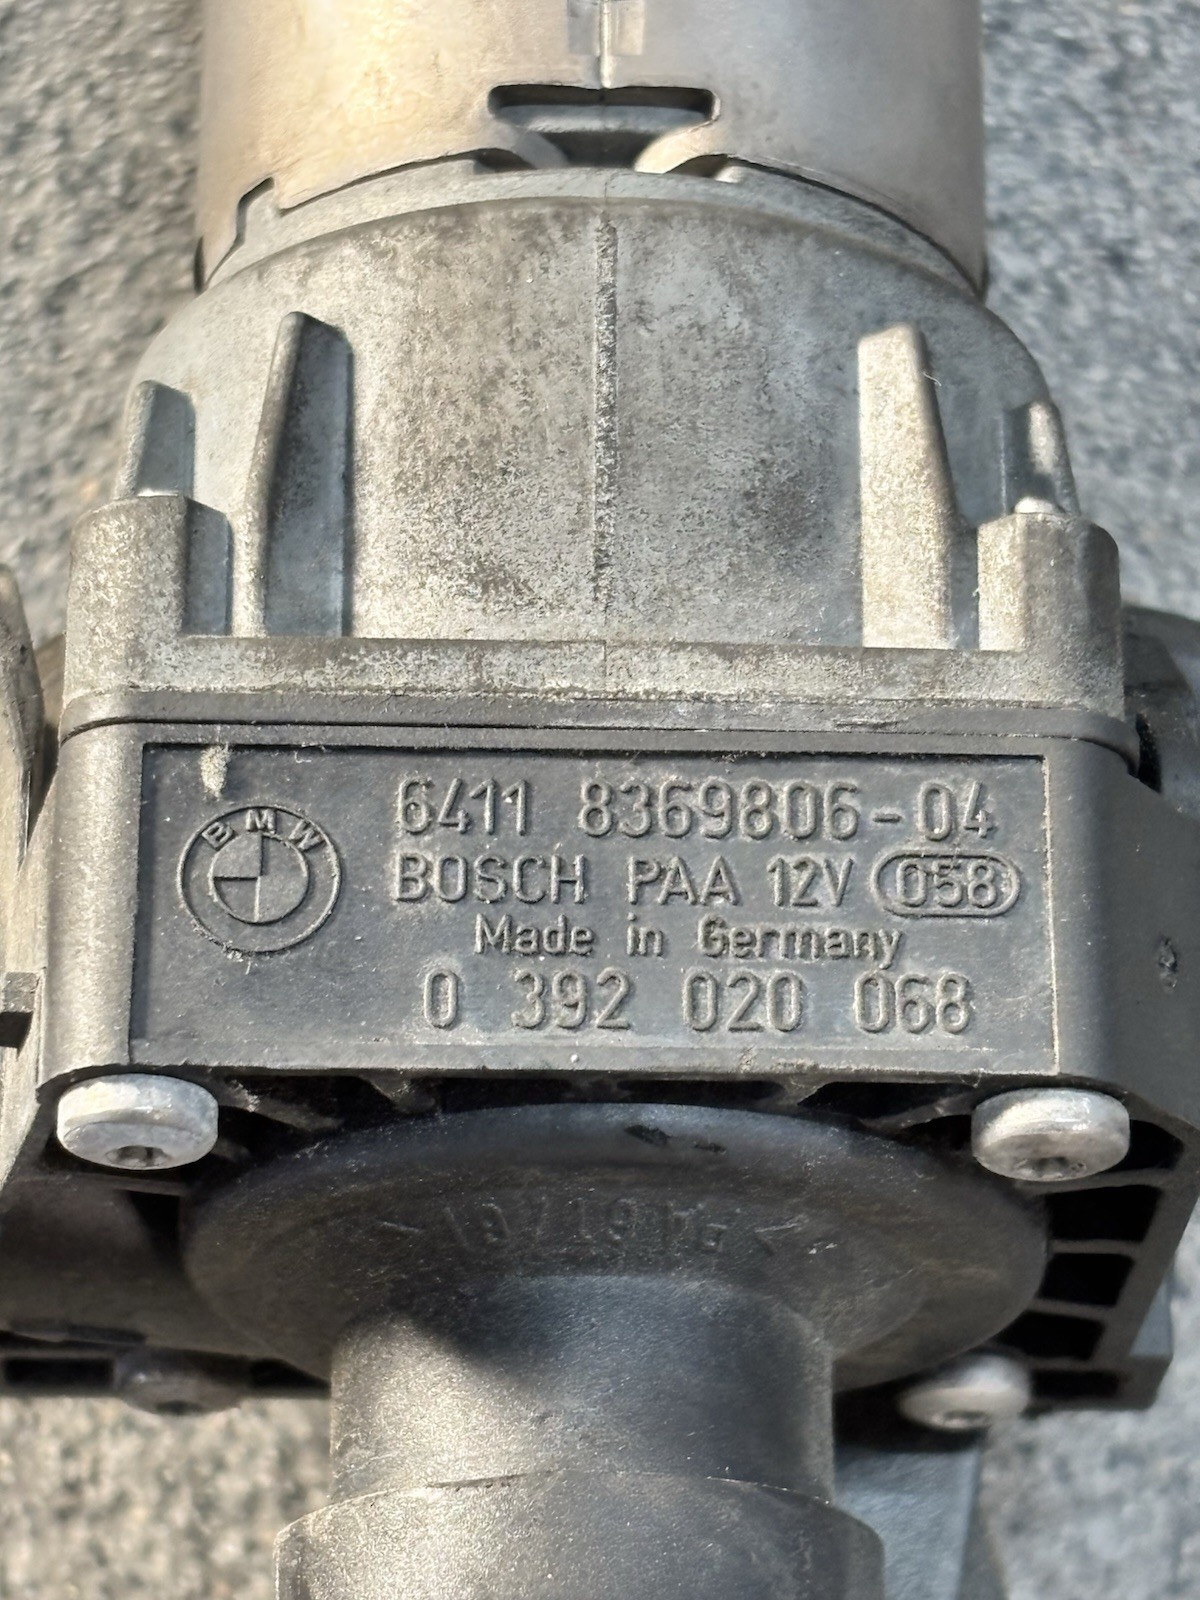 BMW
6411 8369806-04
BOSCH PAA 12V 058
Made in Germany
0 392 020 068